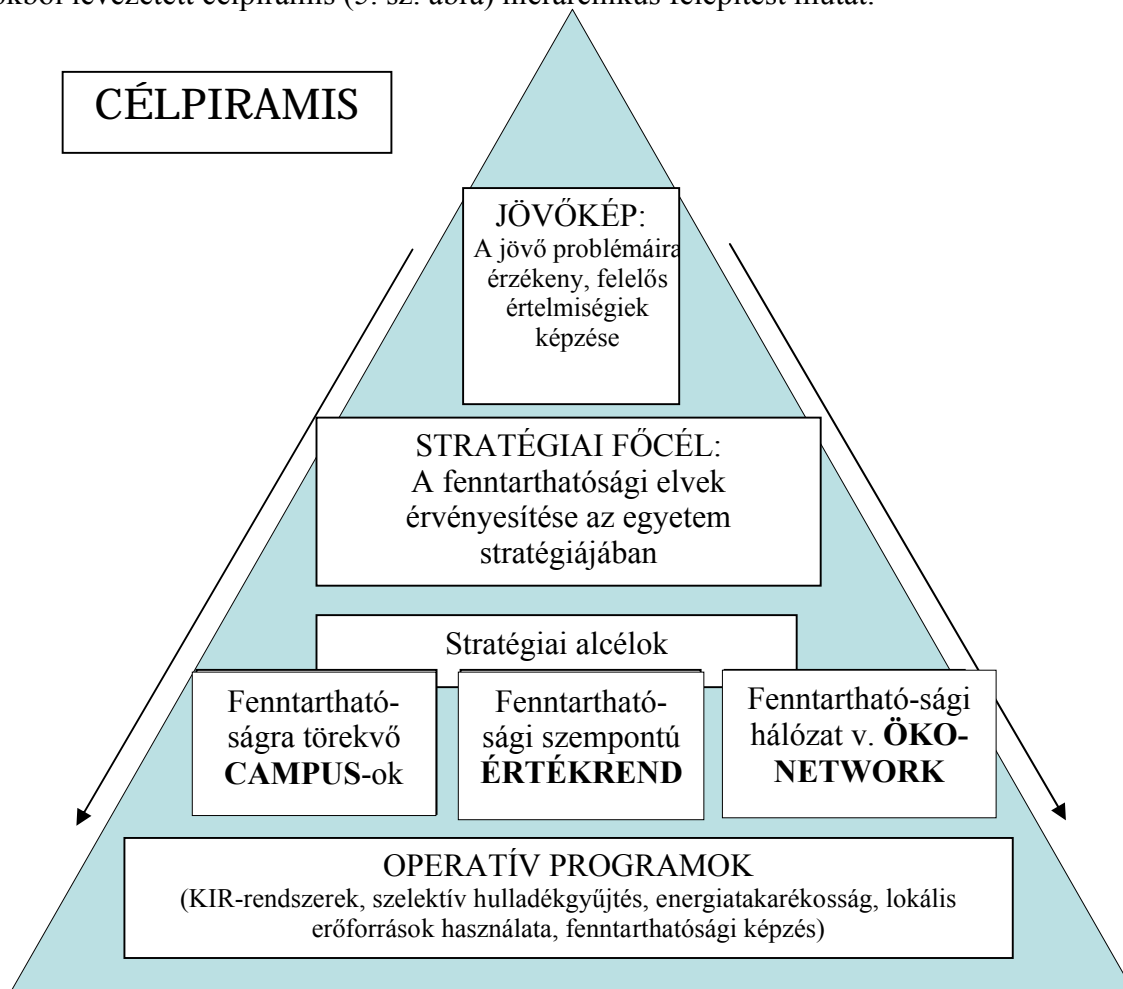 levezetett célpiramis (5. sz. ábra) hierarchikus felépítést mutat.
CÉLPIRAMIS
JÖVŐKÉP:
A jövő problémáira
érzékeny, felelős
értelmiségiek
képzése
STRATÉGIAI FŐCÉL:
A fenntarthatósági elvek
érvényesítése az egyetem
stratégiájában
Stratégiai alcélok
Fenntartható-
ságra törekvő
CAMPUS-ok
Fenntartható-
sági szempontú
ÉRTÉKREND
Fenntartható-sági
hálózat v. ÖKO-
NETWORK
OPERATÍV PROGRAMOK
(KIR-rendszerek, szelektív hulladékgyűjtés, energiatakarékosság, lokális
erőforrások használata, fenntarthatósági képzés)